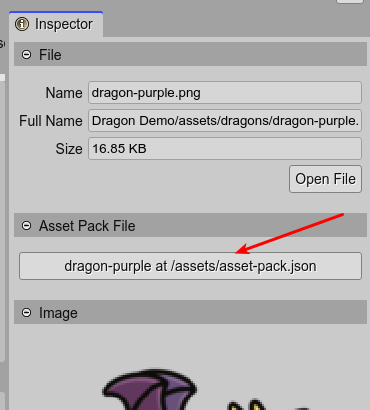 Inspector
File
Name dragon-purple.png
Full Name Dragon Demo/assets/dragons/dragon-purple.
Size 16.85 KB
Open File
Asset Pack File
dragon-purple at /assets/asset-pack.json
Image